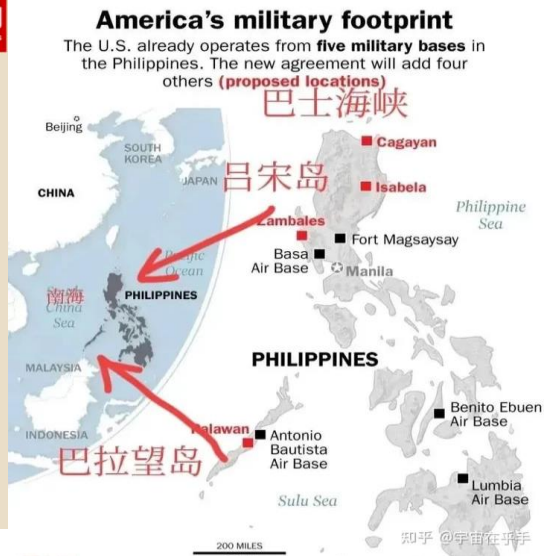 America's military footprint
The U.S. already operates from five military bases in
the Philippines. The new agreement will add four
others (proposed locations)
巴士海峡
Beijing
SOUTH
KOREA
JAPAN
CHINA
吕宋岛
Cagayan
Isabela
Philippine
Sea
Zambales
Fort Magsaysay
Basa
Air Base
Manila
Pacific
Ocean
PHILIPPINES
南海
South
China
Sea
MALAYSIA
INDONESIA
PHILIPPINES
Palawan
Antonio
Bautista
Air Base
巴拉望岛
Benito Ebuen
Air Base
Lumbia
Air Base
Sulu Sea
200 MILES
知乎 @宇宙在乎手